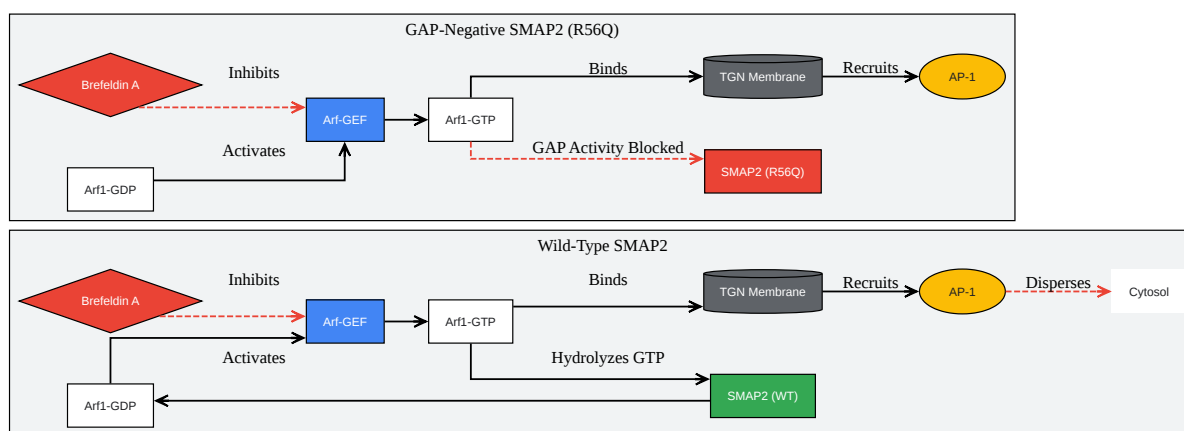 GAP-Negative SMAP2 (R56Q)
Brefeldin A
Inhibits
Binds
TGN Membrane
Recruits
AP-1
Arf-GEF
Arf1-GTP
Activates
GAP Activity Blocked
SMAP2 (R56Q)
Arf1-GDP
Wild-Type SMAP2
Brefeldin A
Inhibits
Binds
TGN Membrane
Recruits
AP-1
Disperses
Cytosol
Arf-GEF
Arf1-GTP
Activates
Hydrolyzes GTP
SMAP2 (WT)
Arf1-GDP